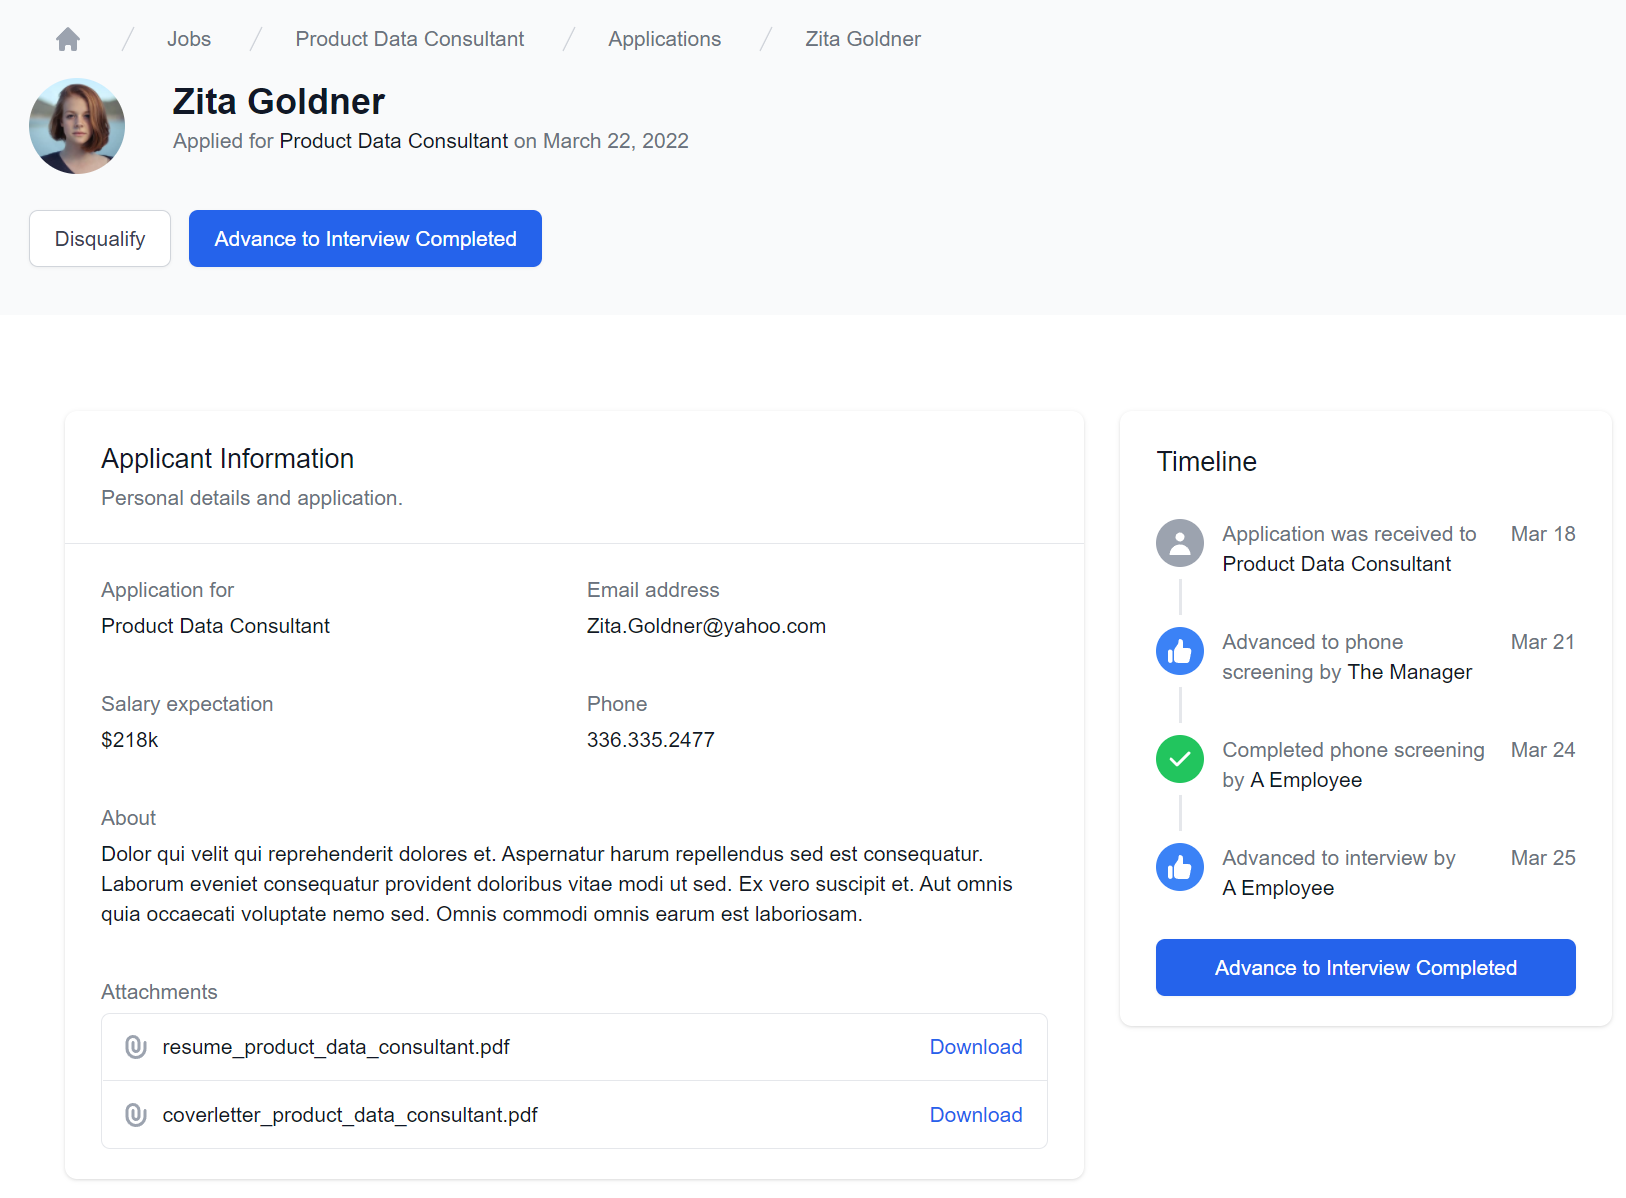 Jobs
Product Data Consultant
Applications
Zita Goldner
Zita Goldner
Applied for Product Data Consultant on March 22, 2022
Disqualify
Advance to Interview Completed
Applicant Information
Personal details and application.
Application for
Product Data Consultant
Email address
Zita.Goldner@yahoo.com
Salary expectation
$218k
Phone
336.335.2477
About
Dolor qui velit qui reprehenderit dolores et. Aspernatur harum repellendus sed est consequatur.
Laborum eveniet consequatur provident doloribus vitae modi ut sed. Ex vero suscipit et. Aut omnis
quia occaecati voluptate nemo sed. Omnis commodi omnis earum est laboriosam.
Attachments
resume_product_data_consultant.pdf
Download
coverletter_product_data_consultant.pdf
Download
Timeline
Application was received to
Product Data Consultant
Mar 18
Advanced to phone
screening by The Manager
Mar 21
Completed phone screening
by A Employee
Mar 24
Advanced to interview by
A Employee
Mar 25
Advance to Interview Completed